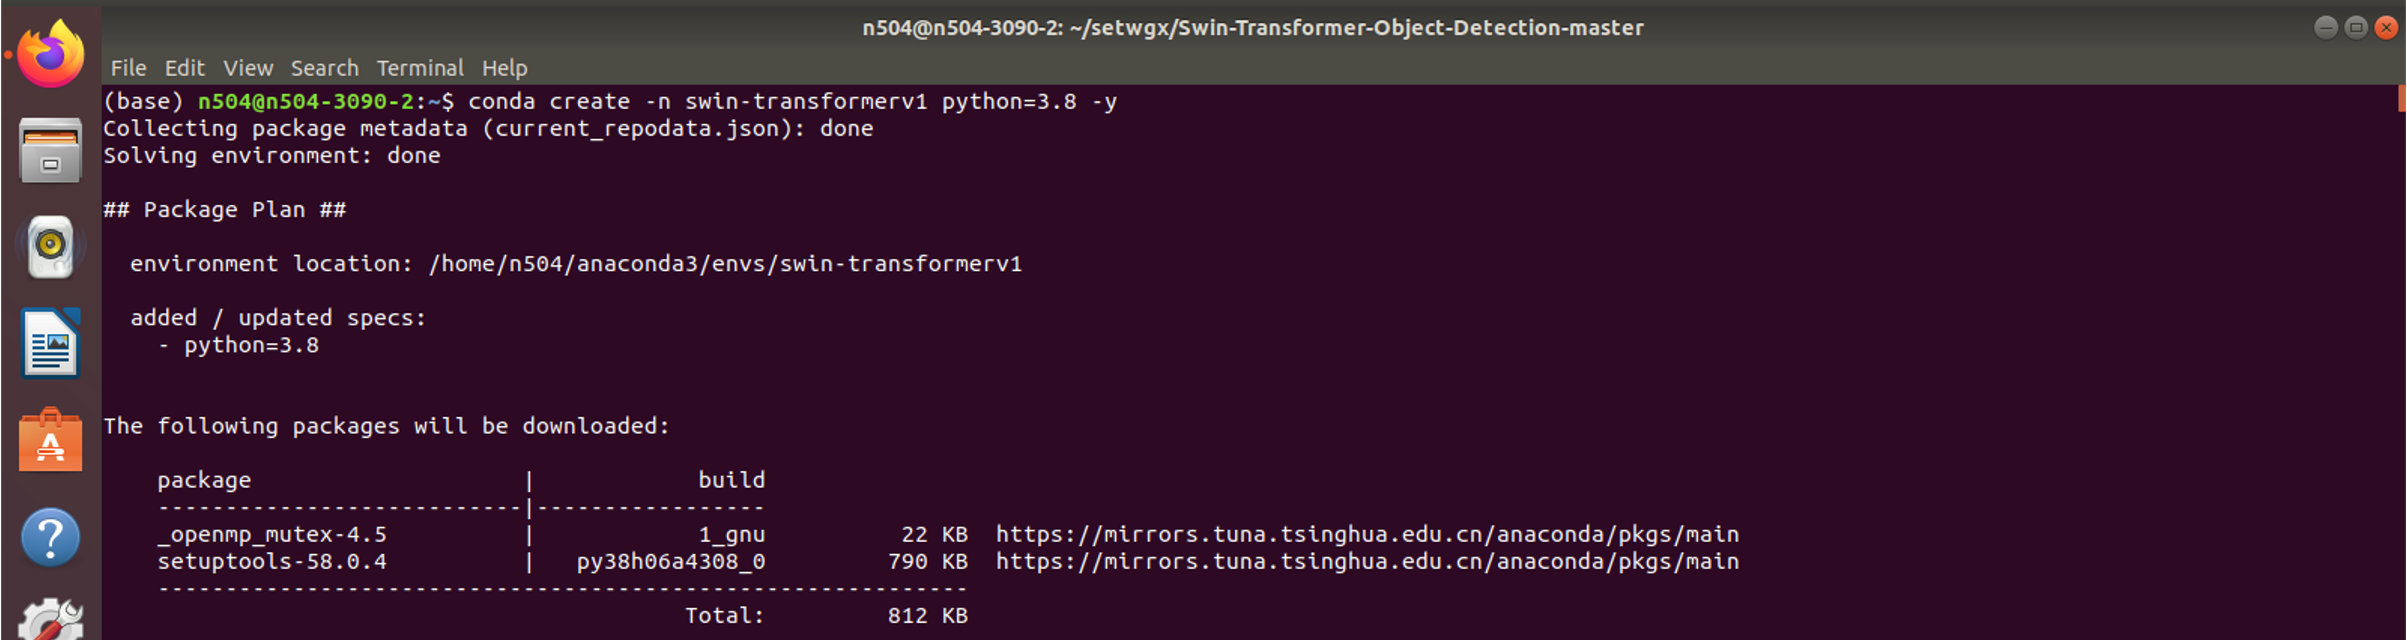 n504@n504-3090-2: ~/setwgx/Swin-Transformer-Object-Detection-master
File Edit View Search Terminal Help
(base) n504@n504-3090-2:~$ conda create -n swin-transformerv1 python=3.8 -y
Collecting package metadata (current_repodata.json): done
Solving environment: done
## Package Plan ##
environment location: /home/n504/anaconda3/envs/swin-transformerv1
added / updated specs:
- python=3.8
The following packages will be downloaded:
package | build
---------------------------|-----------------
_openmp_mutex-4.5 | 1_gnu 22 KB https://mirrors.tuna.tsinghua.edu.cn/anaconda/pkgs/main
setuptools-58.0.4 | py38h06a4308_0 790 KB https://mirrors.tuna.tsinghua.edu.cn/anaconda/pkgs/main
------------------------------------------------------------
Total: 812 KB